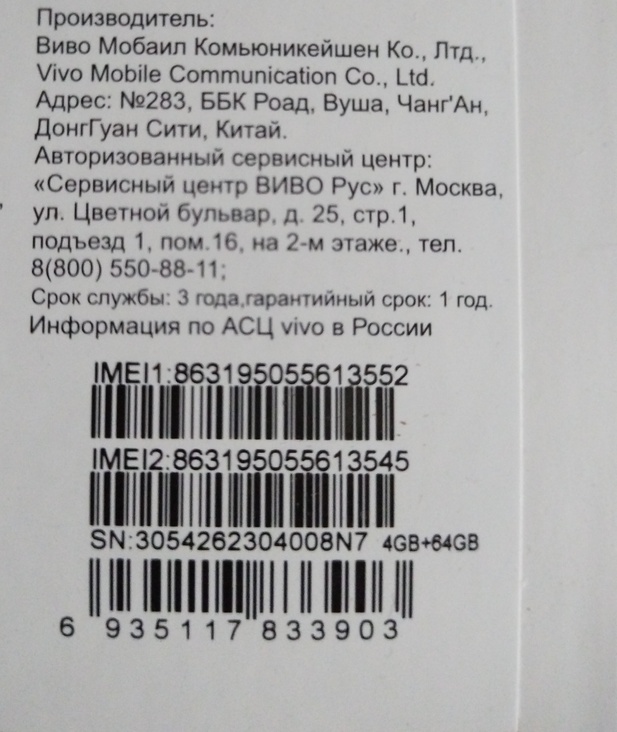 Производитель:
Виво Мобаил Комьюникейшен Ко., Лтд.,
Vivo Mobile Communication Co., Ltd.
Адрес: №283, ББК Роад, Вуша, Чанг'Ан,
ДонгГуан Сити, Китай.
Авторизованный сервисный центр:
«Сервисный центр ВИВО Рус» г. Москва,
ул. Цветной бульвар, д. 25, стр.1,
подъезд 1, пом.16, на 2-м этаже., тел.
8(800) 550-88-11;
Срок службы: 3 года,гарантийный срок: 1 год.
Информация по АСЦ vivo в России
IMEI1:863195055613552
IMEI2:863195055613545
SN:3054262304008N7 4GB+64GB
6 935117 833903